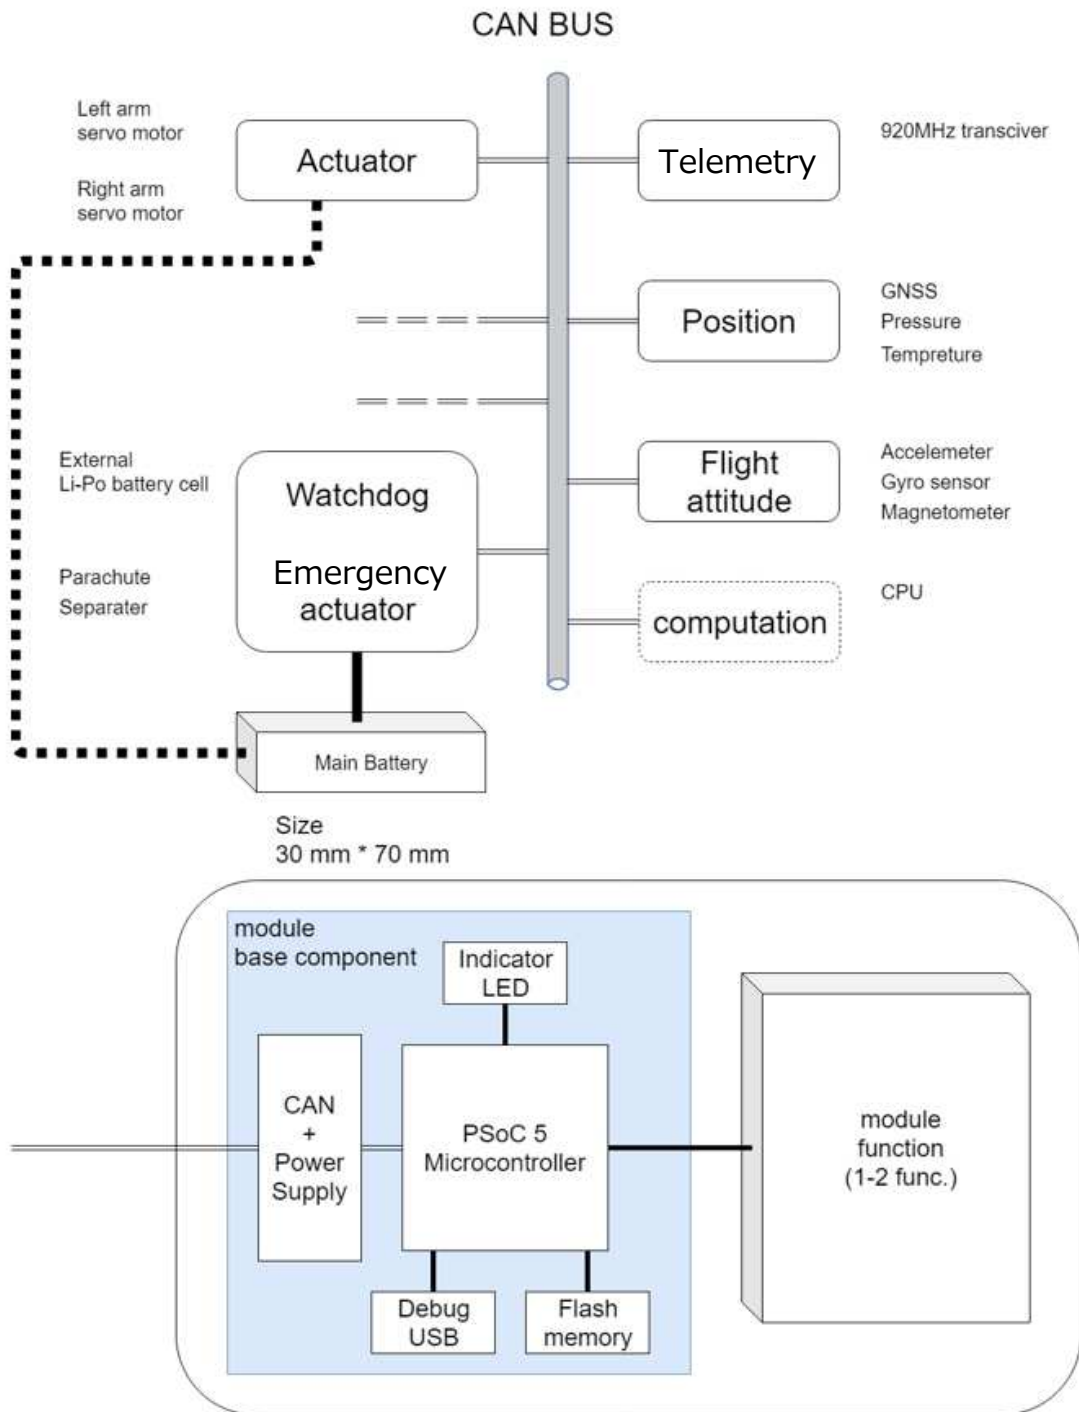 CAN BUS
Left arm
servo motor
Right arm
servo motor
Actuator
Telemetry
920MHz transciver
Position
GNSS
Pressure
Tempreture
External
Li-Po battery cell
Parachute
Separater
Watchdog
Emergency
actuator
Flight
attitude
Accelemeter
Gyro sensor
Magnetometer
computation
CPU
Main Battery
Size
30 mm * 70 mm
module
base component
Indicator
LED
CAN
+
Power
Supply
PSoC 5
Microcontroller
module
function
(1-2 func.)
Debug
USB
Flash
memory